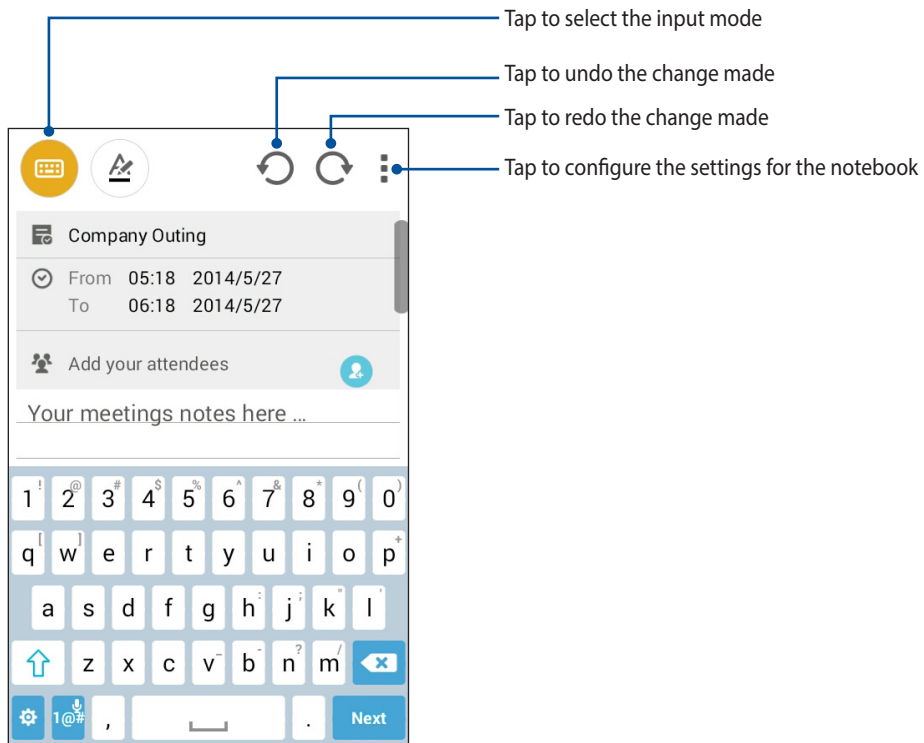 Tap to select the input mode
Tap to undo the change made
Tap to redo the change made
Tap to configure the settings for the notebook
A
Company Outing
From 05:18 2014/5/27
To 06:18 2014/5/27
Add your attendees
Your meetings notes here ...
1 ! 2 @ 3 # 4 $ 5 % 6 ^ 7 & 8 * 9 ( 0 )
q [ w ] e r t y u i o p +
a s d f g h : j ; k " l '
z x c v _ b - n ? m /
1@# , . Next